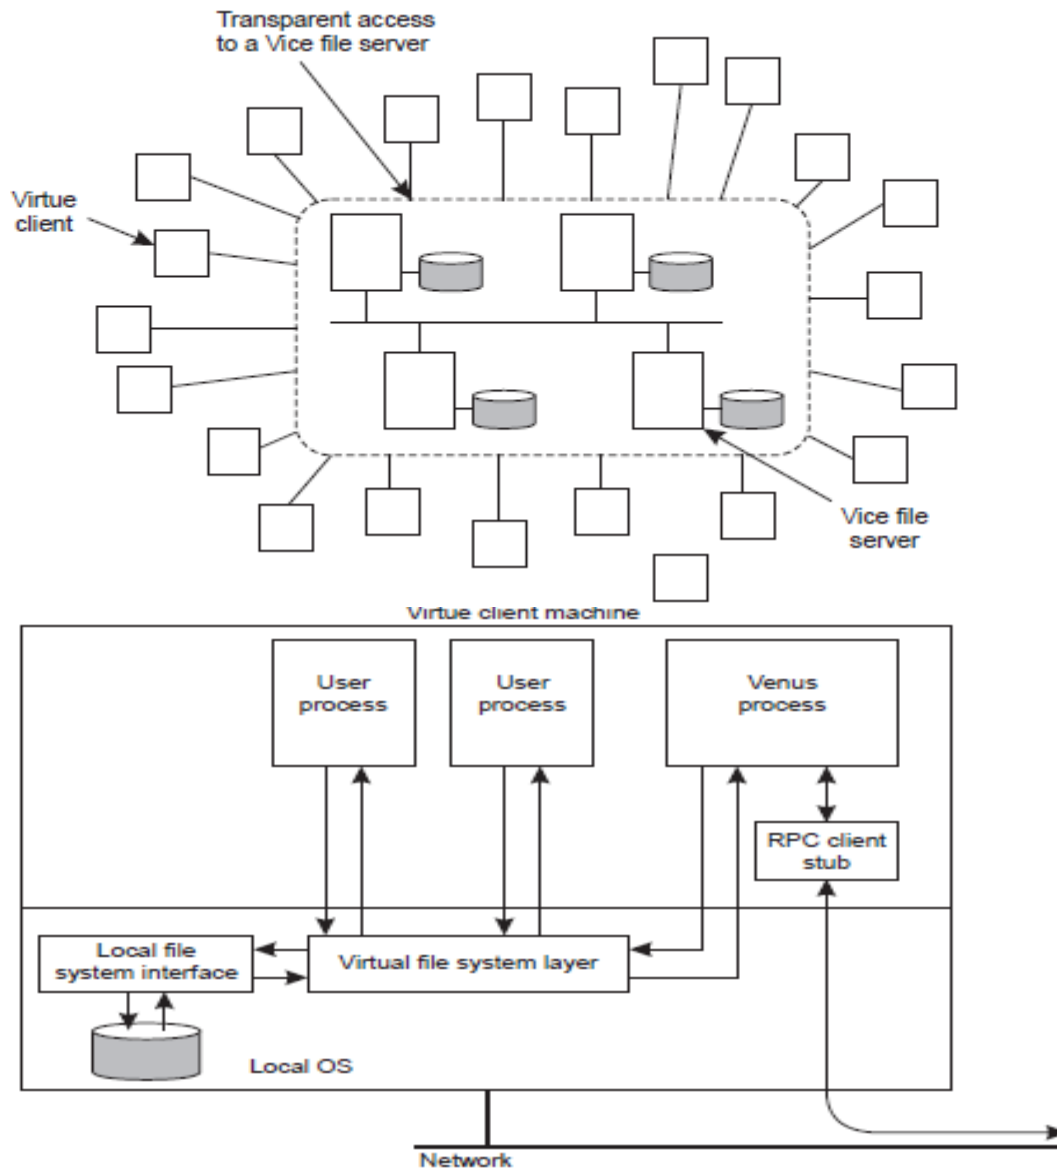 Transparent access
to a Vice file server
Virtue
client
Vice file
server
Virtue client machine
User
process
User
process
Venus
process
RPC client
stub
Local file
system interface
Virtual file system layer
Local OS
Network